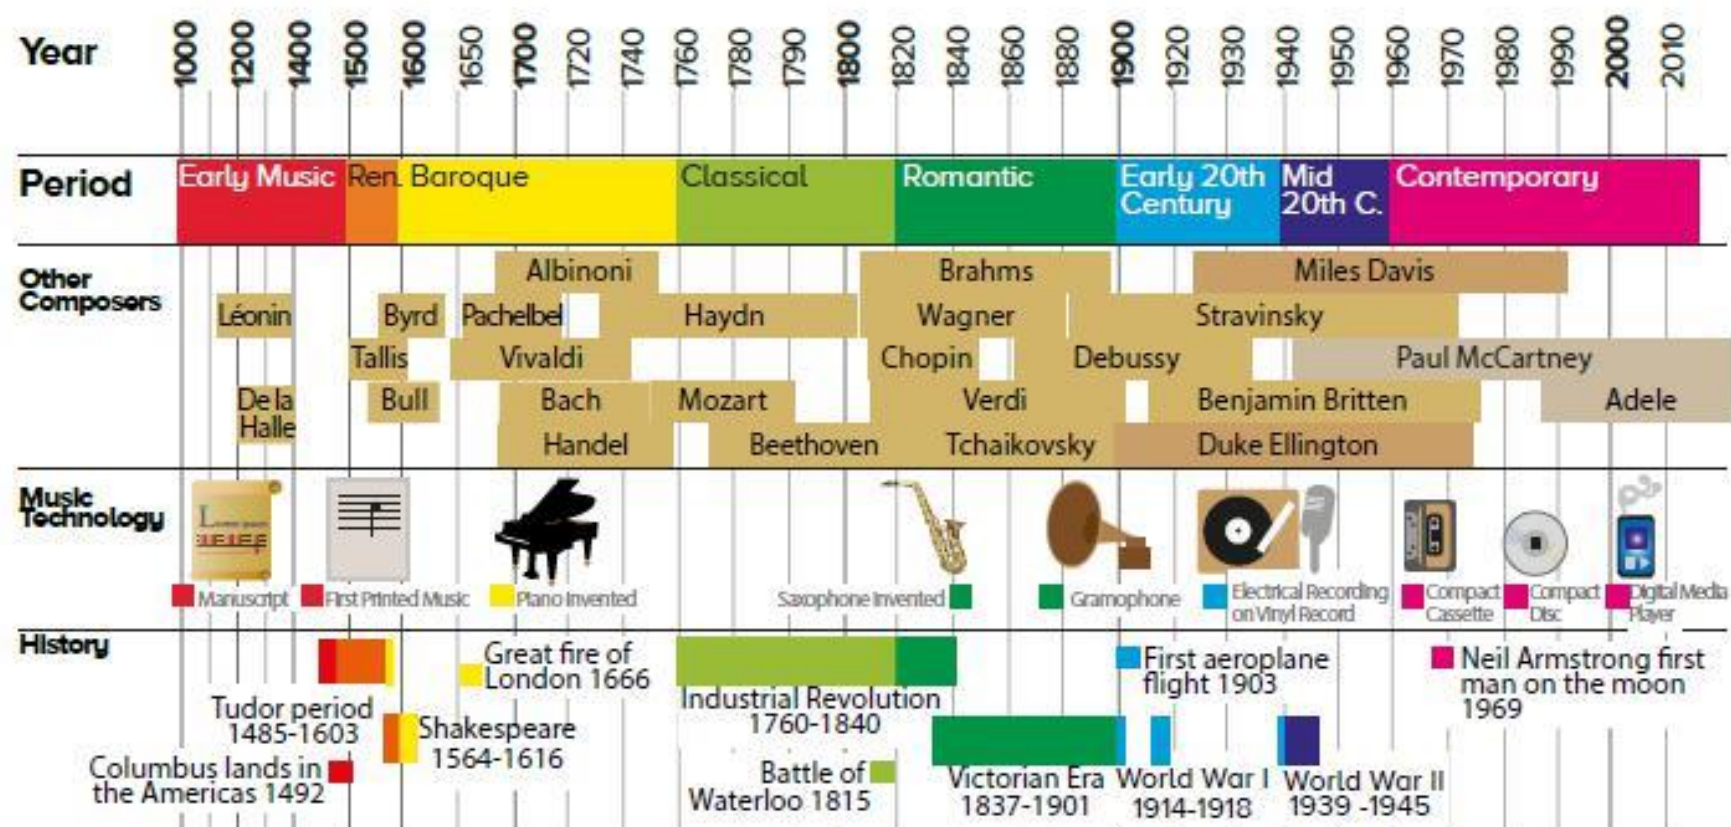 Year 1000 1200 1400 1500 1600 1650 1700 1720 1740 1760 1780 1790 1800 1820 1840 1860 1880 1900 1920 1930 1940 1950 1960 1970 1980 1990 2000 2010
Period
Early Music
Ren.
Baroque
Classical
Romantic
Early 20th
Century
Mid
20th C.
Contemporary
Other
Composers
Albinoni
Brahms
Miles Davis
Léonin
Byrd
Pachelbel
Haydn
Wagner
Stravinsky
Tallis
Vivaldi
Chopin
Debussy
Paul McCartney
De la
Halle
Bull
Bach
Mozart
Verdi
Benjamin Britten
Adele
Handel
Beethoven
Tchaikovsky
Duke Ellington
Music
Technology
Manuscript
First Printed Music
Piano Invented
Saxophone Invented
Gramophone
Electrical Recording
on Vinyl Record
Compact
Cassette
Compact
Disc
Digital Media
Player
History
Tudor period
1485-1603
Great fire of
London 1666
Industrial Revolution
1760-1840
First aeroplane
flight 1903
Neil Armstrong first
man on the moon
1969
Shakespeare
1564-1616
Columbus lands in
the Americas 1492
Battle of
Waterloo 1815
Victorian Era
1837-1901
World War I
1914-1918
World War II
1939 -1945